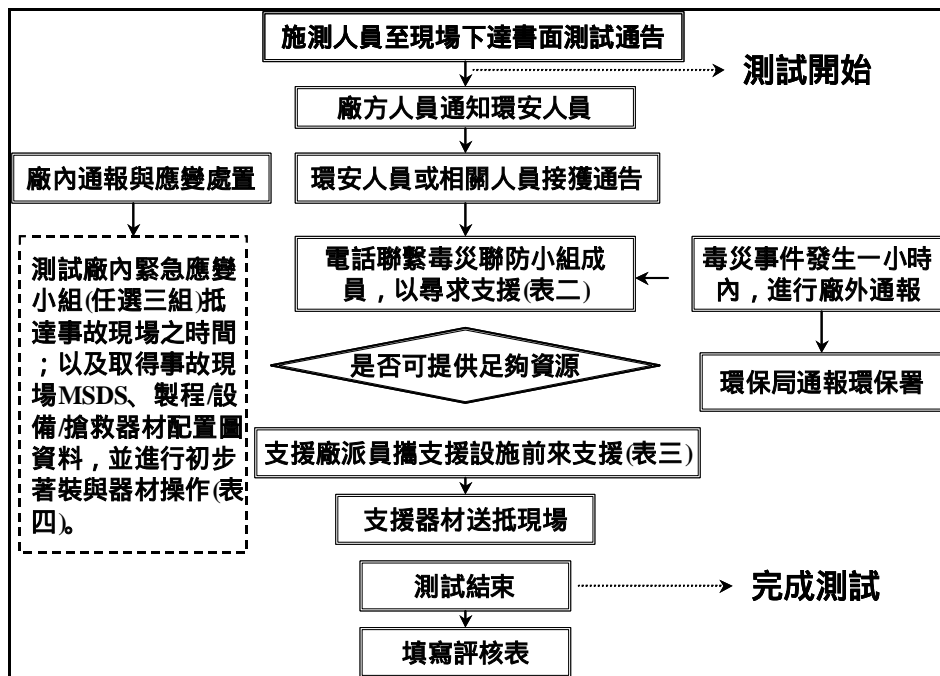 施測人員至現場下達書面測試通告
測試開始
廠方人員通知環安人員
廠內通報與應變處置
環安人員或相關人員接獲通告
測試廠內緊急應變
小組(任選三組)抵
達事故現場之時間
；以及取得事故現
場MSDS、製程/設
備/搶救器材配置圖
資料，並進行初步
著裝與器材操作(表
四)。
電話聯繫毒災聯防小組成
員，以尋求支援(表二)
毒災事件發生一小時
內，進行廠外通報
是否可提供足夠資源
環保局通報環保署
支援廠派員攜支援設施前來支援(表三)
支援器材送抵現場
測試結束
完成測試
填寫評核表